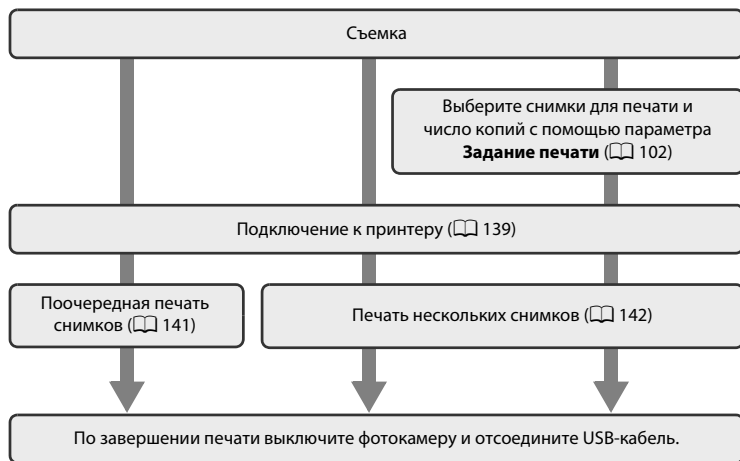 Съемка
Выберите снимки для печати и
число копий с помощью параметра
Задание печати (📖 102)
Подключение к принтеру (📖 139)
Поочередная печать
снимков (📖 141)
Печать нескольких снимков (📖 142)
По завершении печати выключите фотокамеру и отсоедините USB-кабель.